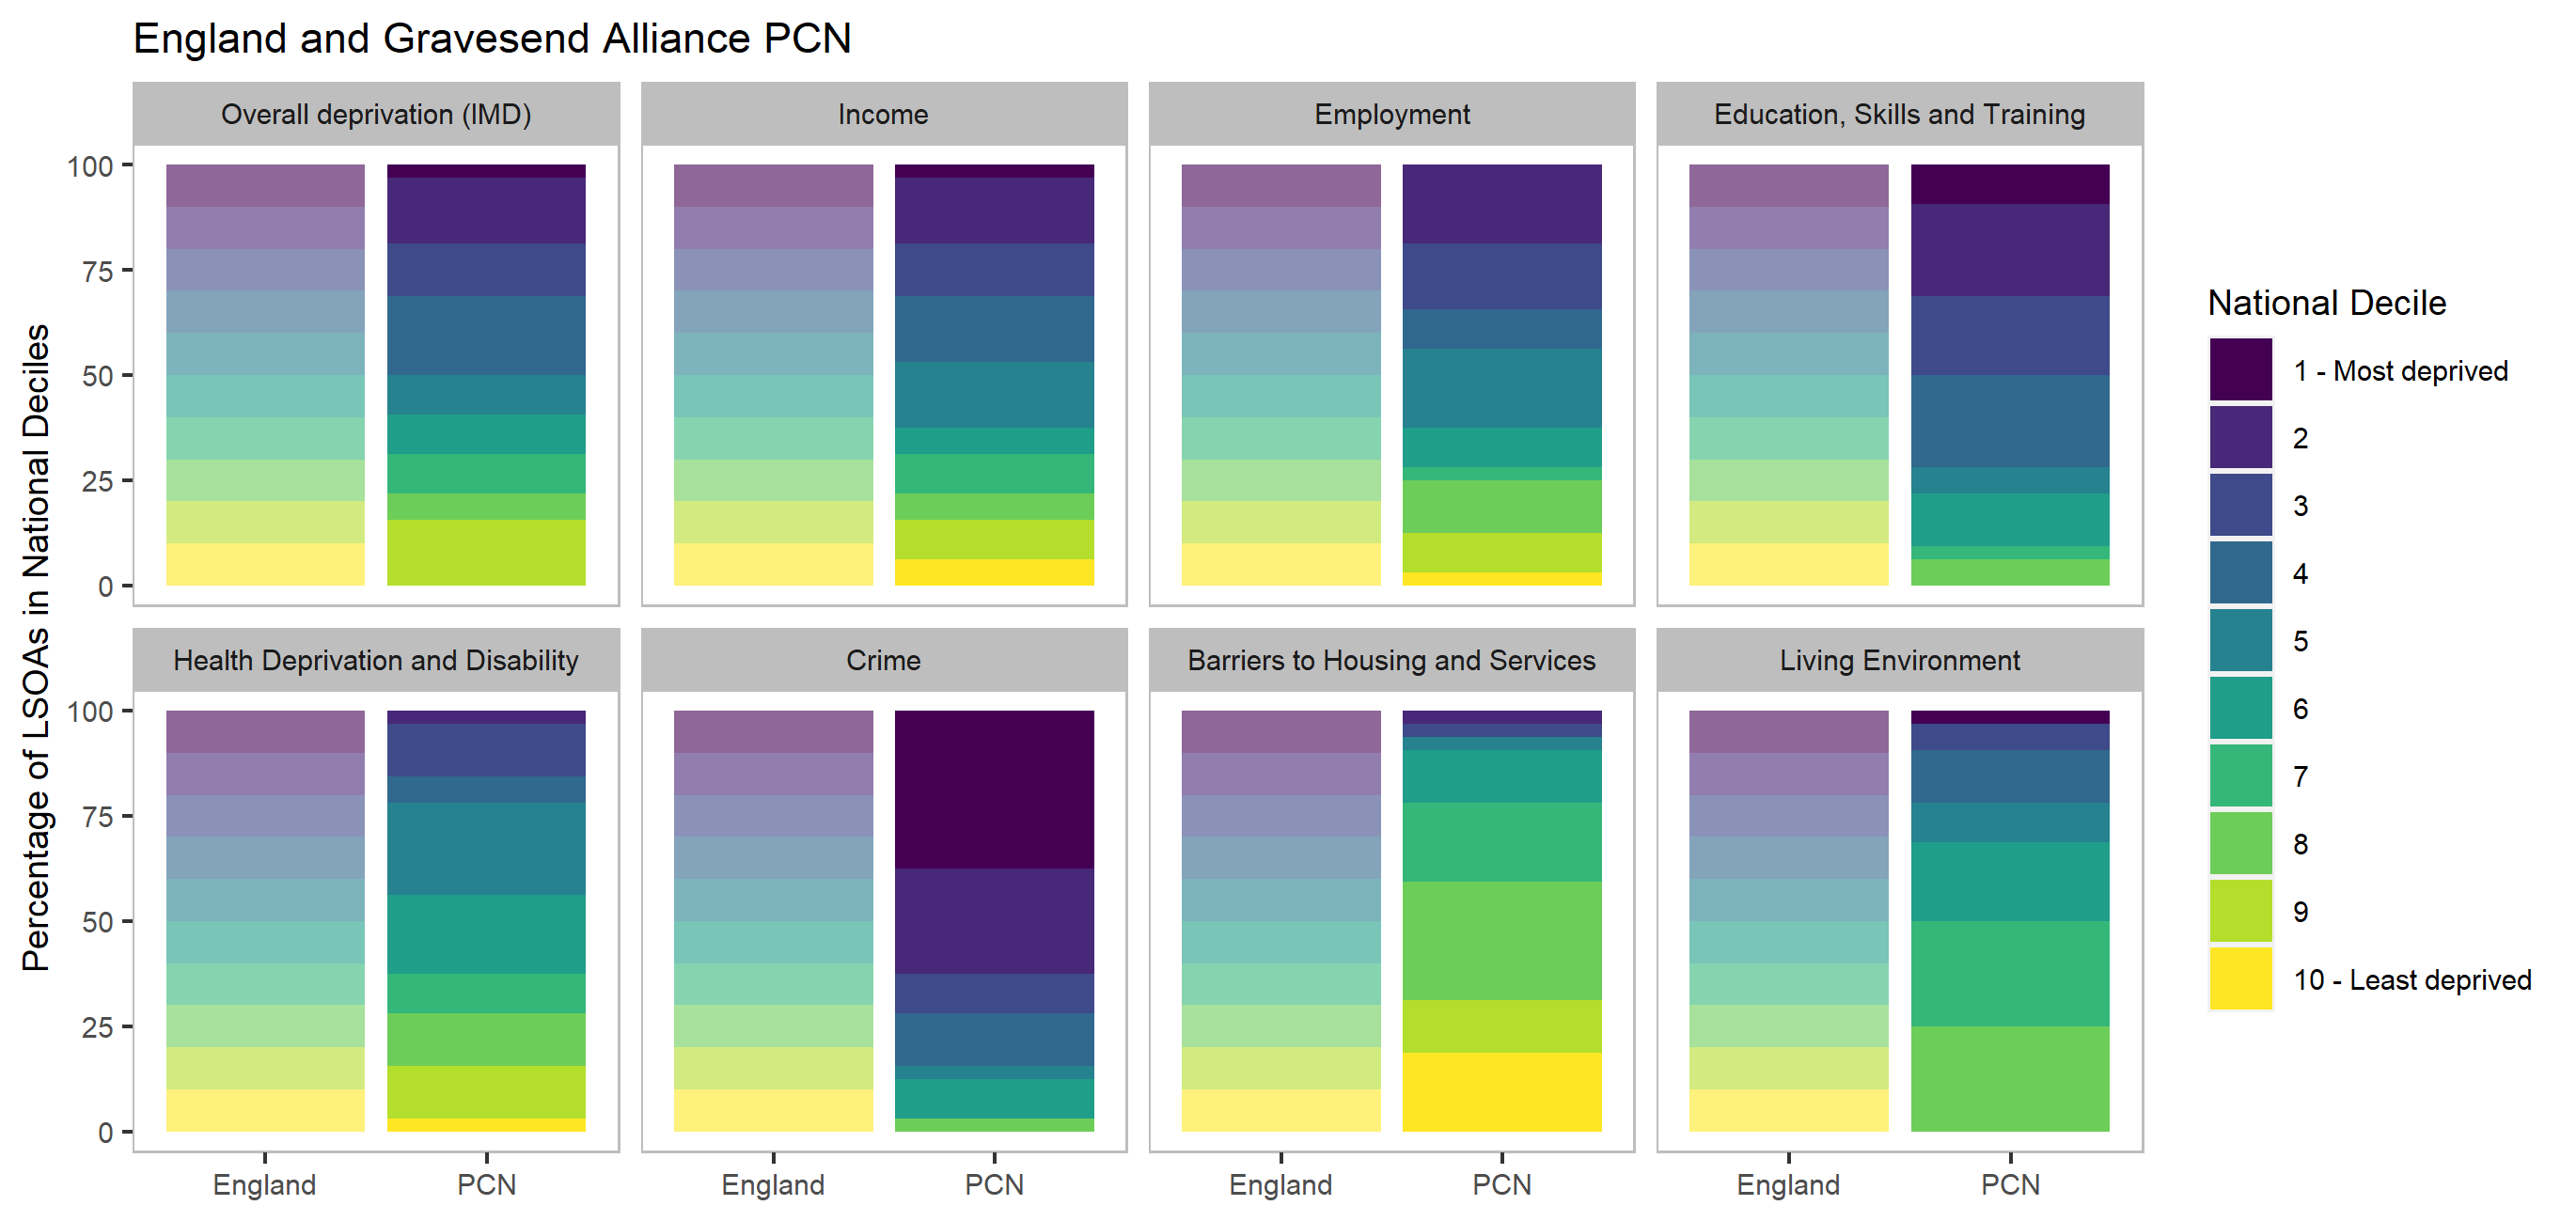 England and Gravesend Alliance PCN
Overall deprivation (IMD)
Income
Employment
Education, Skills and Training
100
75
50
25
0
Percentage of LSOAs in National Deciles
Health Deprivation and Disability
Crime
Barriers to Housing and Services
Living Environment
100
75
50
25
0
England
PCN
England
PCN
England
PCN
England
PCN
National Decile
1 - Most deprived
2
3
4
5
6
7
8
9
10 - Least deprived